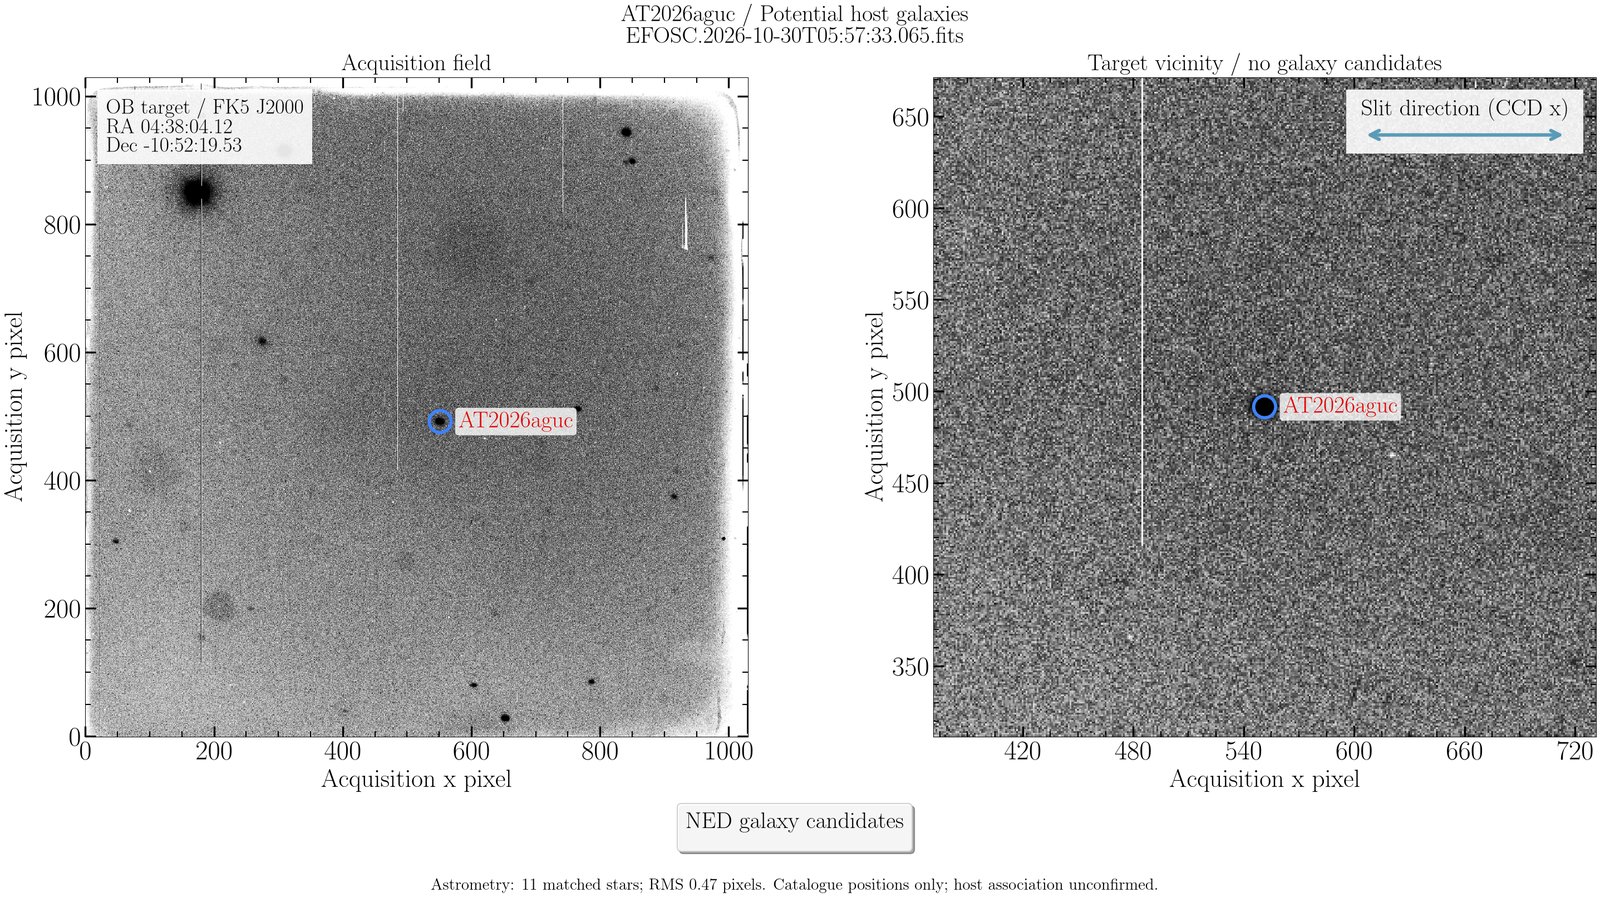 AT2026aguc / Potential host galaxies
EFOSC.2026-10-30T05:57:33.065.fits
Acquisition field
OB target / FK5 J2000
RA 04:38:04.12
Dec -10:52:19.53
AT2026aguc
1000
800
600
400
200
0
0 200 400 600 800 1000
Acquisition y pixel
Acquisition x pixel
Target vicinity / no galaxy candidates
Slit direction (CCD x)
AT2026aguc
650
600
550
500
450
400
350
420 480 540 600 660 720
Acquisition y pixel
Acquisition x pixel
NED galaxy candidates
Astrometry: 11 matched stars; RMS 0.47 pixels. Catalogue positions only; host association unconfirmed.